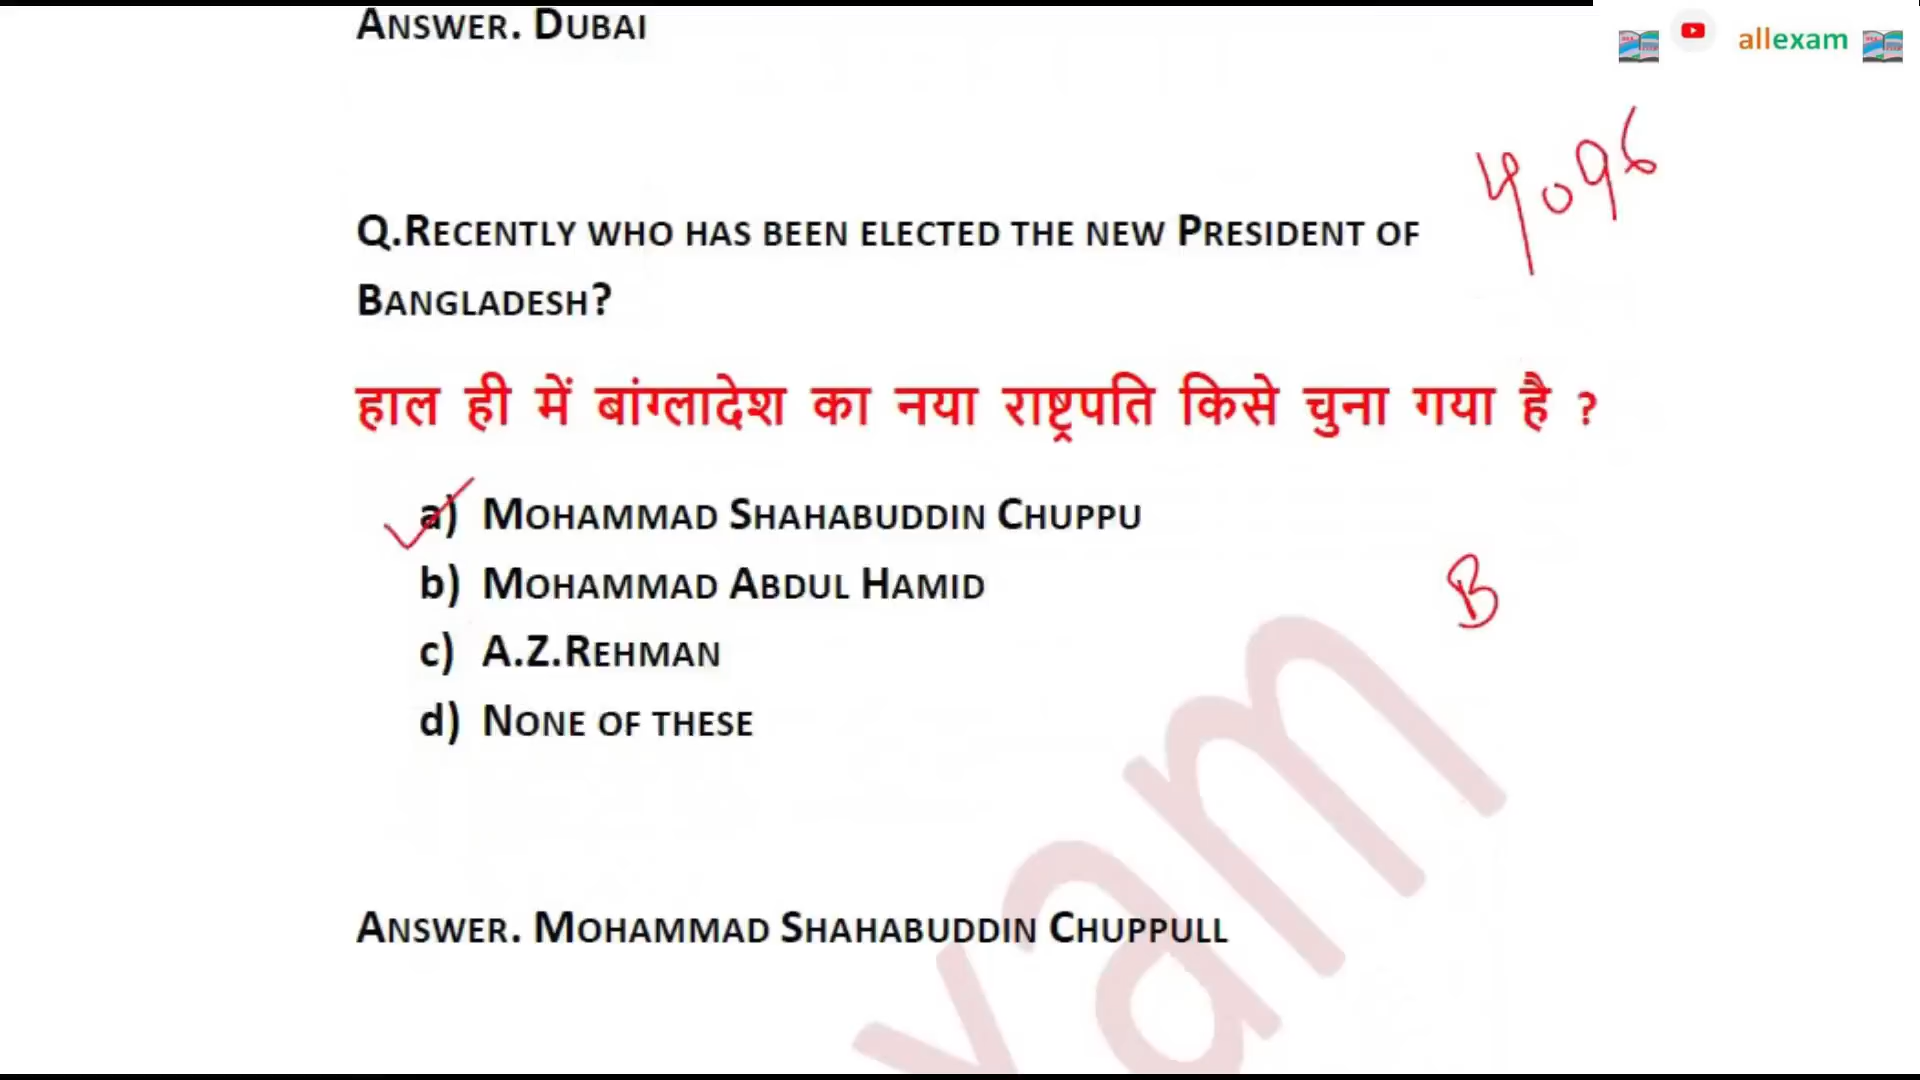 ANSWER. DUBAI
allexam
4096
Q.RECENTLY WHO HAS BEEN ELECTED THE NEW PRESIDENT OF
BANGLADESH?
हाल ही में बांग्लादेश का नया राष्ट्रपति किसे चुना गया है ?
a) MOHAMMAD SHAHABUDDIN CHUPPU
b) MOHAMMAD ABDUL HAMID
B
c) A.Z.REHMAN
d) NONE OF THESE
ANSWER. MOHAMMAD SHAHABUDDIN CHUPPULL